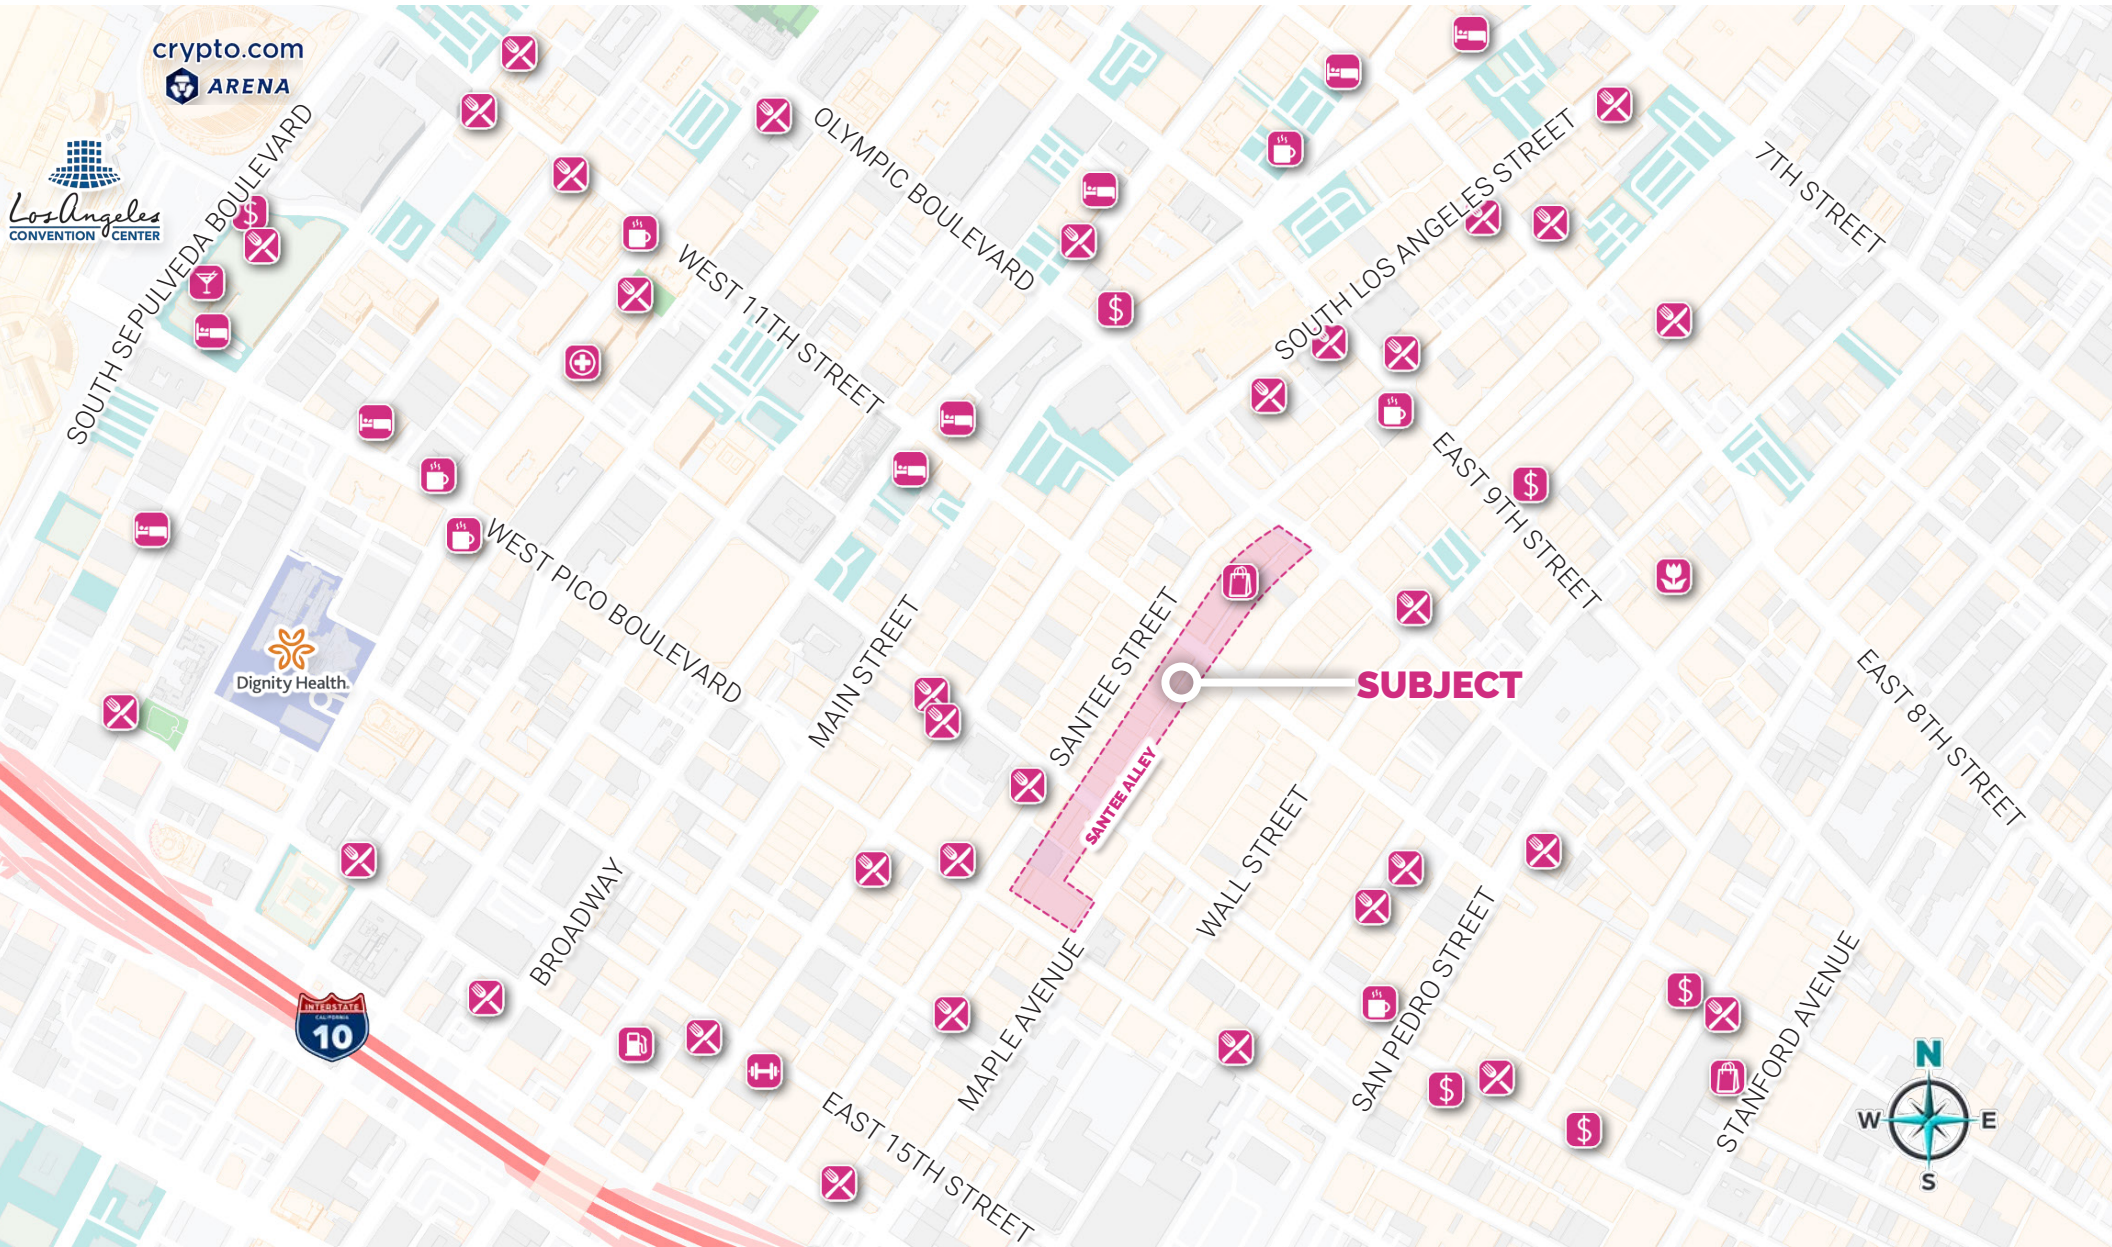 crypto.com
ARENA
Los Angeles
CONVENTION CENTER
SOUTH SEPULVEDA BOULEVARD
OLYMPIC BOULEVARD
WEST 11TH STREET
SOUTH LOS ANGELES STREET
7TH STREET
EAST 9TH STREET
WEST PICO BOULEVARD
Dignity Health.
MAIN STREET
SANTEE STREET
SUBJECT
SANTEE ALLEY
EAST 8TH STREET
WALL STREET
BROADWAY
MAPLE AVENUE
SAN PEDRO STREET
STANFORD AVENUE
INTERSTATE
CALIFORNIA
10
EAST 15TH STREET
N
W E
S